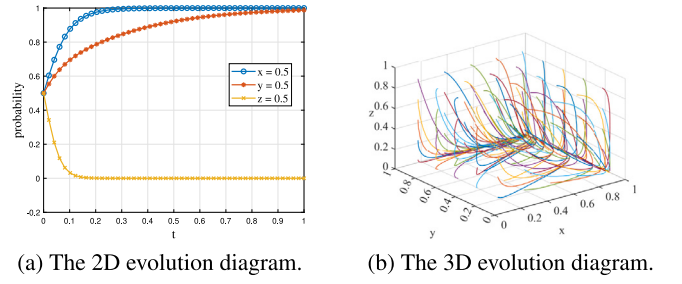 1
0.8
0.6
0.4
0.2
0
-0.2
probability
0 0.1 0.2 0.3 0.4 0.5 0.6 0.7 0.8 0.9 1
t
x = 0.5
y = 0.5
z = 0.5
1
0.8
z
0.6
0.4
0.2
0
1
0.8
0.6
0.4
0.2
0
y
0
0.2
0.4
0.6
0.8
1
x
(a) The 2D evolution diagram.
(b) The 3D evolution diagram.